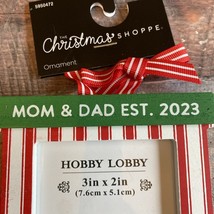 5950472
THE
Christmas SHOPPE
Ornament
MOM & DAD EST. 2023
HOBBY LOBBY
3in x 2in
(7.6cm x 5.1cm)